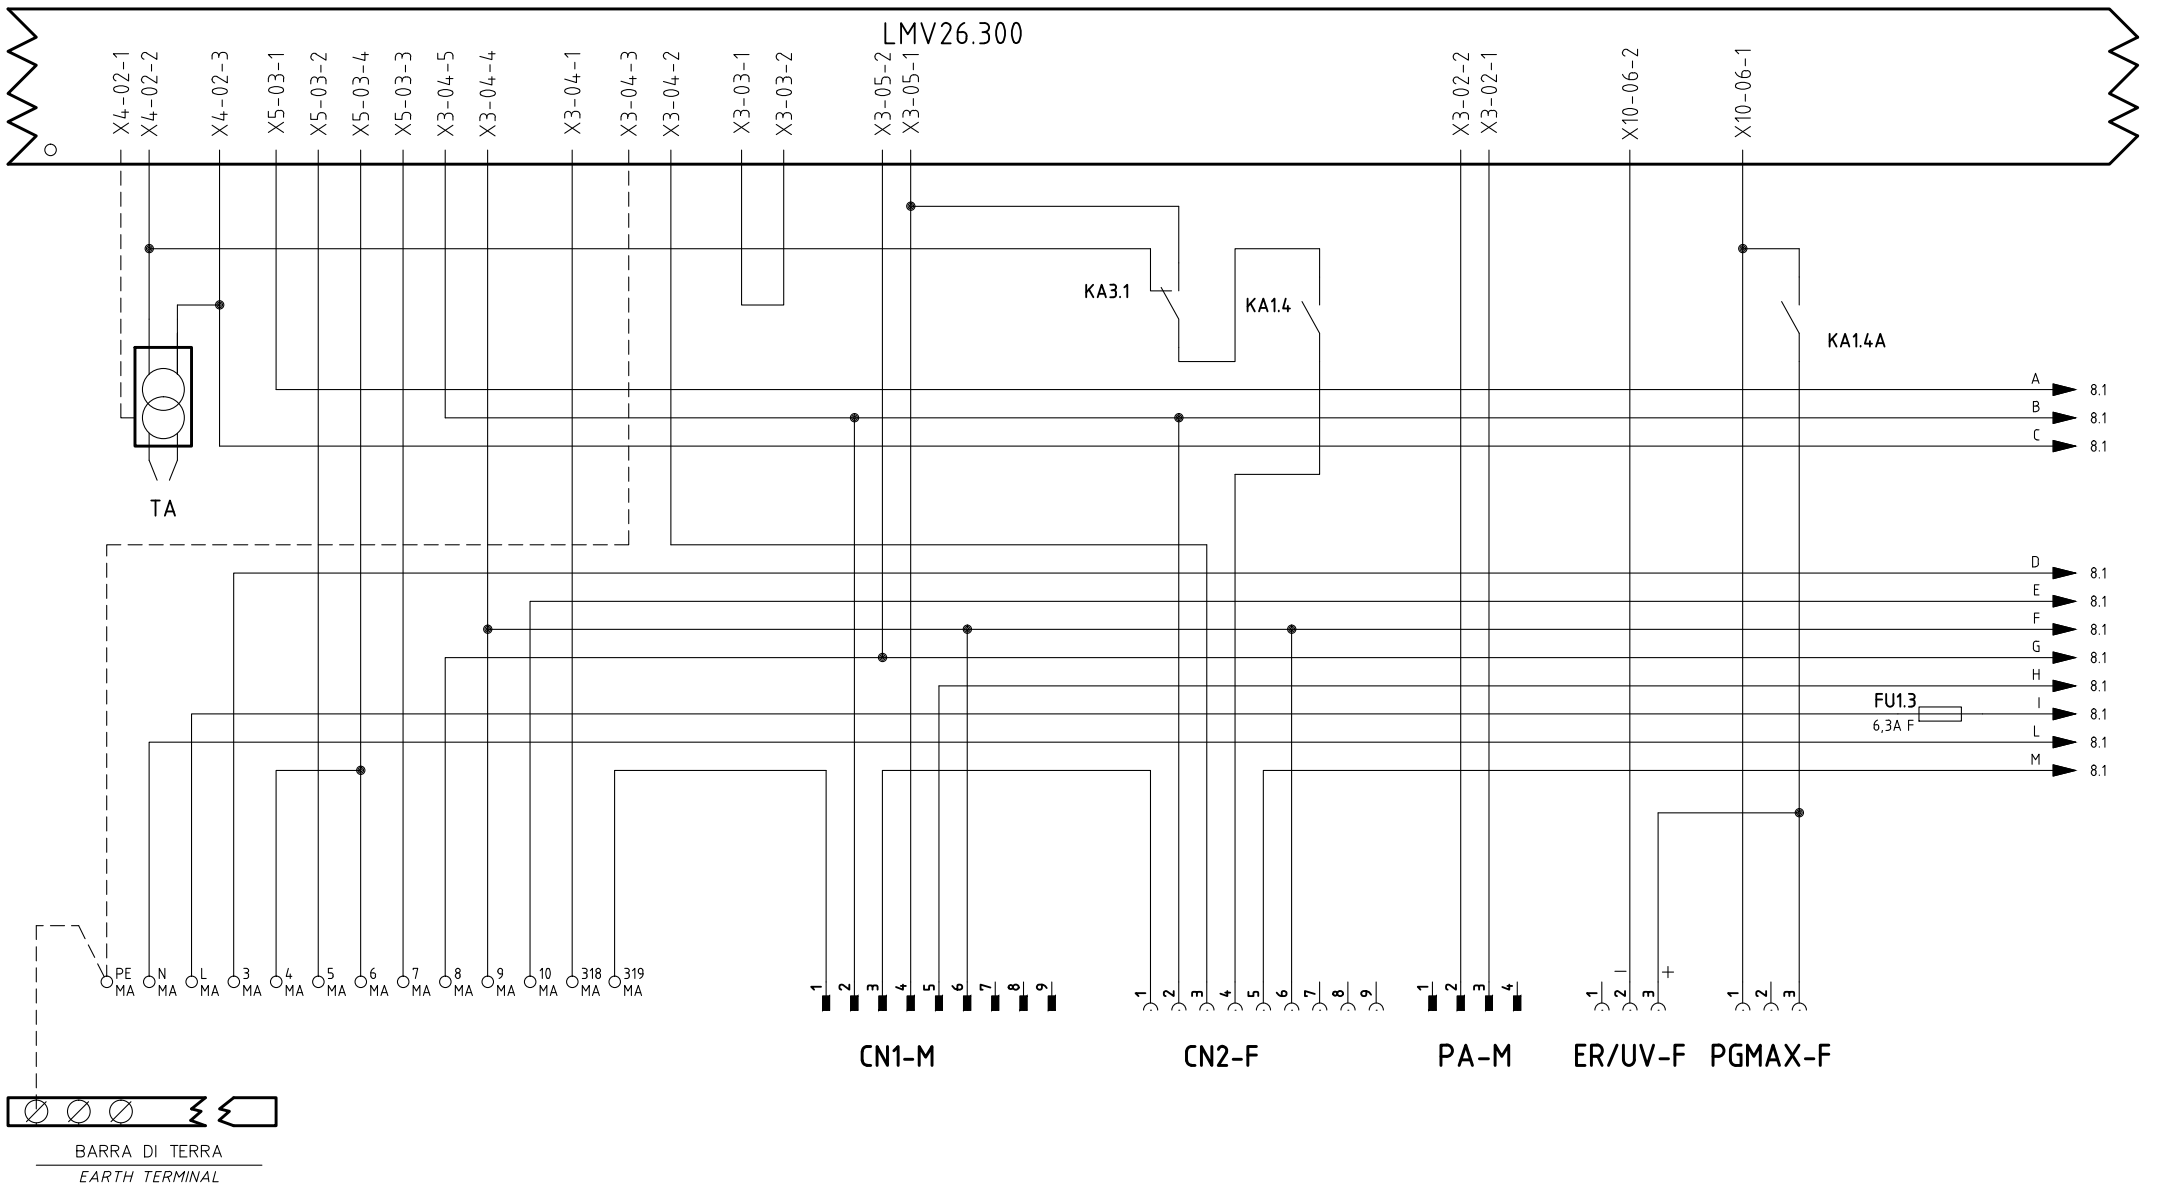 LMV26.300
X4-02-1
X4-02-2
X4-02-3
X5-03-1
X5-03-2
X5-03-4
X5-03-3
X3-04-5
X3-04-4
X3-04-1
X3-04-3
X3-04-2
X3-03-1
X3-03-2
X3-05-2
X3-05-1
X3-02-2
X3-02-1
X10-06-2
X10-06-1
KA3.1
KA1.4
KA1.4A
TA
A 8.1
B 8.1
C 8.1
D 8.1
E 8.1
F 8.1
G 8.1
H 8.1
FU1.3
6,3A F
I 8.1
L 8.1
M 8.1
PE MA
N MA
L MA
3 MA
4 MA
5 MA
6 MA
7 MA
8 MA
9 MA
10 MA
318 MA
319 MA
1 2 3 4 5 6 7 8 9
CN1-M
1 2 3 4 5 6 7 8 9
CN2-F
1 2 3 4
PA-M
– +
1 2 3
ER/UV-F
1 2 3
PGMAX-F
BARRA DI TERRA
EARTH TERMINAL